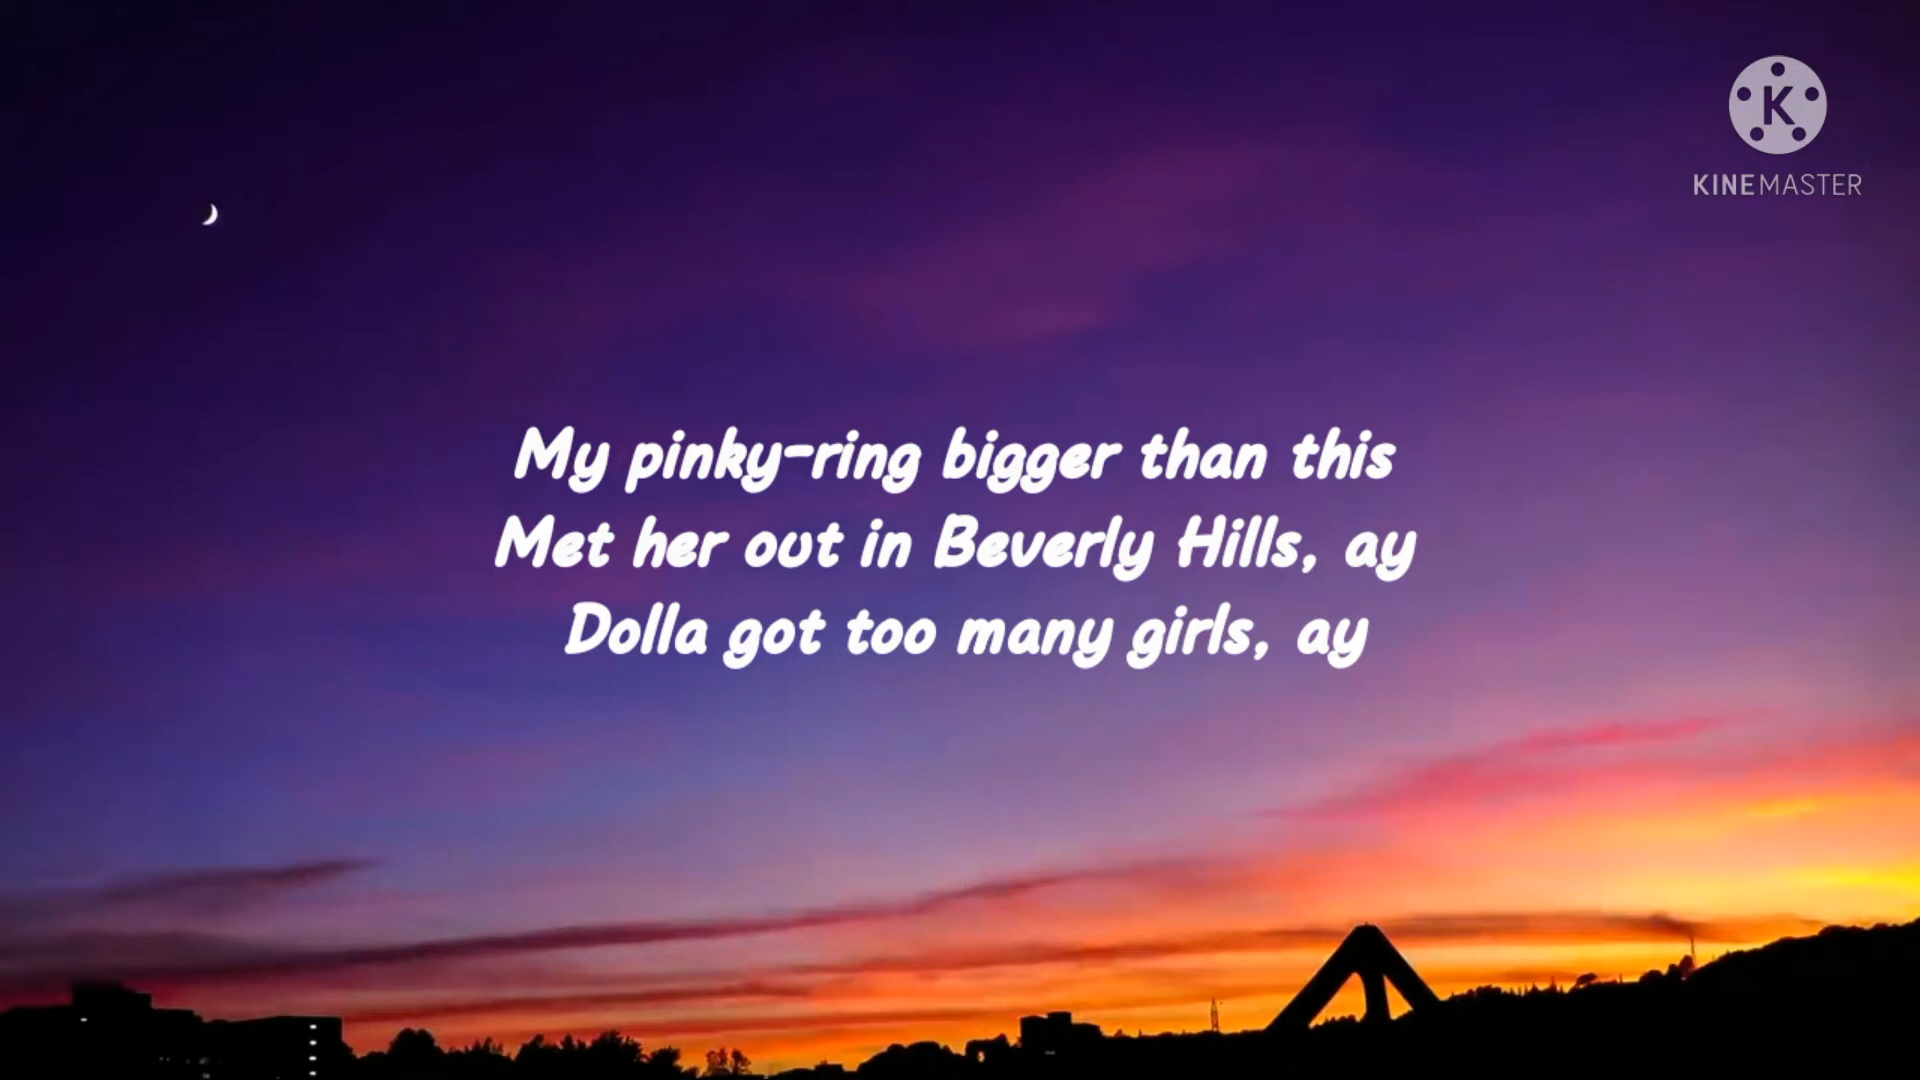 K
KINEMASTER
My pinky-ring bigger than this
Met her out in Beverly Hills, ay
Dolla got too many girls, ay